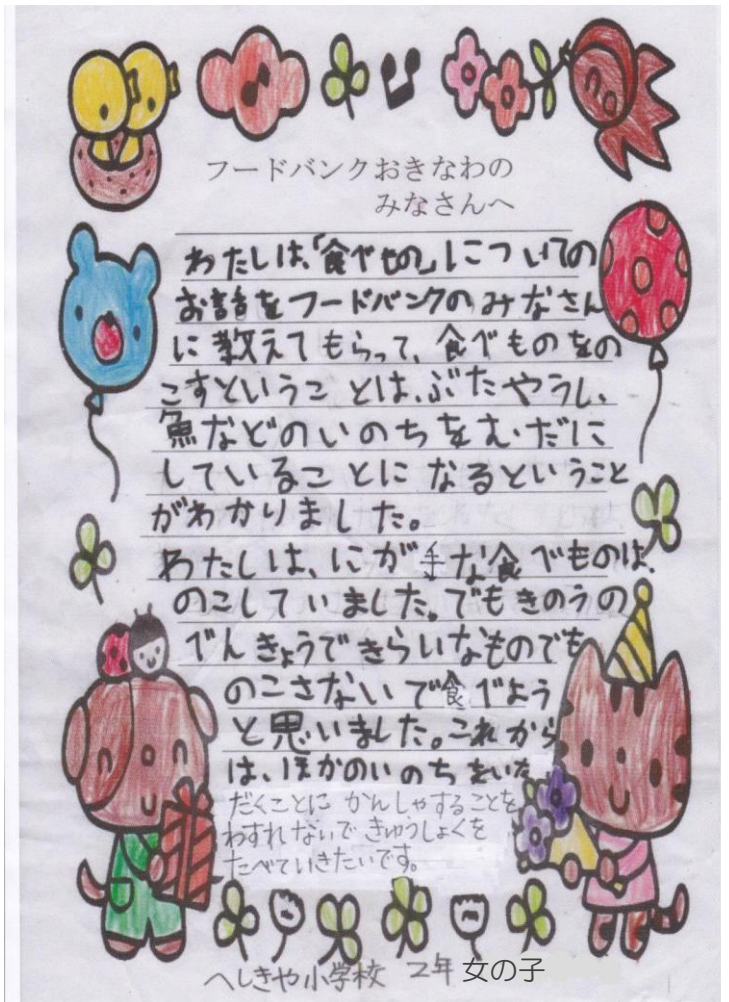 フードバンクおきなわの
みなさんへ
わたしは、「食べもの」についての
お話をフードバンクのみなさん
に教えてもらって、食べものをの
こすということは、ぶたやうし、
魚などのいのちをむだに
していることになるということ
がわかりました。
わたしは、にが手な食べものは、
のこしていました。でもきのうの
べんきょうできらいなものでも
のこさないで食べよう
と思いました。これから
は、ほかのいのちをいた
だくことにかんしゃすることを
わすれないできゅうしょくを
たべていきたいです。
へしきや小学校 2年 女の子